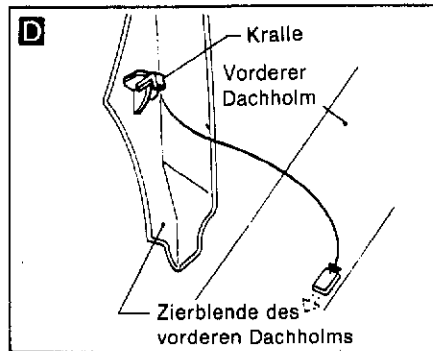 D
Kralle
Vorderer
Dachholm
Zierblende des
vorderen Dachholms